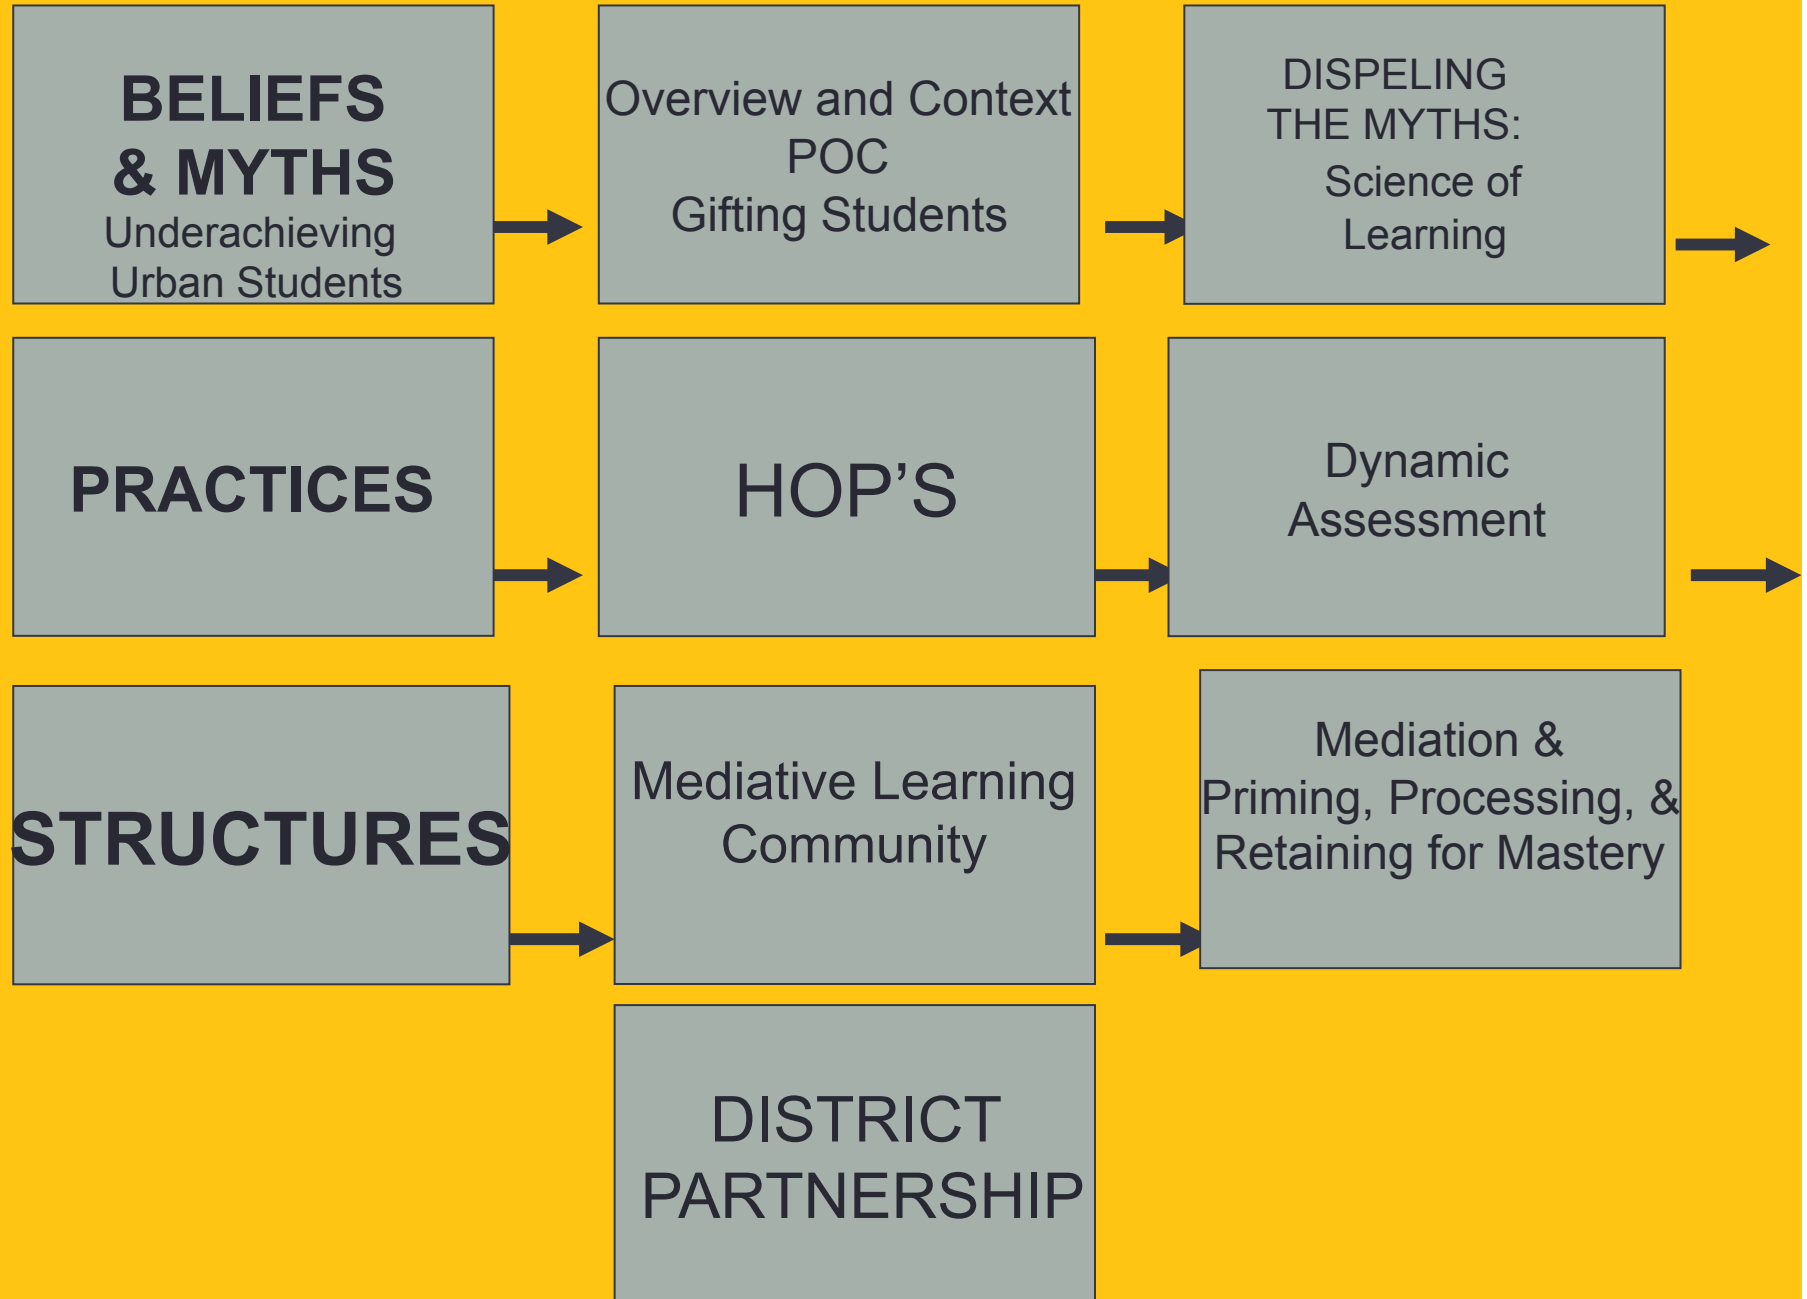 BELIEFS
& MYTHS
Underachieving
Urban Students
Overview and Context
POC
Gifting Students
DISPELING
THE MYTHS:
Science of
Learning
PRACTICES
HOP’S
Dynamic
Assessment
STRUCTURES
Mediative Learning
Community
Mediation &
Priming, Processing, &
Retaining for Mastery
DISTRICT
PARTNERSHIP